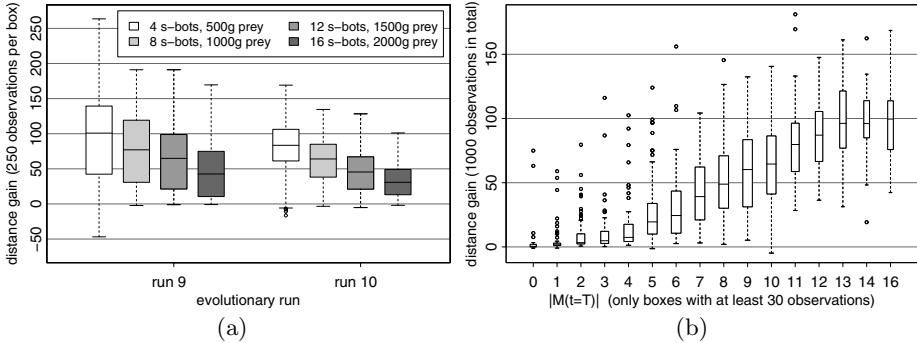 distance gain (250 observations per box)
250
200
150
100
50
0
−50
4 s−bots, 500g prey
8 s−bots, 1000g prey
12 s−bots, 1500g prey
16 s−bots, 2000g prey
run 9
run 10
evolutionary run
(a)
distance gain (1000 observations in total)
150
100
50
0
0 1 2 3 4 5 6 7 8 9 10 11 12 13 14 16
|M(t=T)| (only boxes with at least 30 observations)
(b)